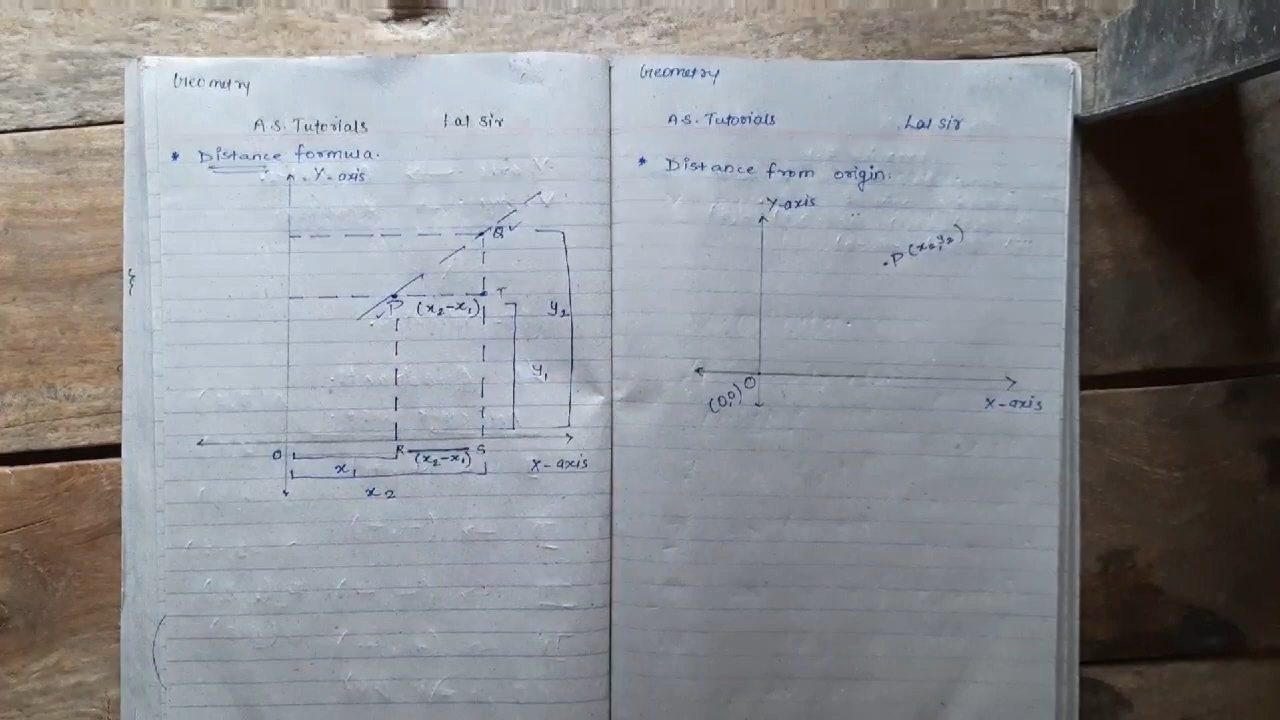 Geometry
A.S. Tutorials Lal sir
* Distance formula.
Y-axis
Q
P (x₂-x₁) T
y₂
y₁
O R (x₂-x₁) S X-axis
x₁
x₂
Geometry
A.S. Tutorials Lal sir
* Distance from origin.
Y-axis
P(x₂,y₂)
O
(0,0) X-axis